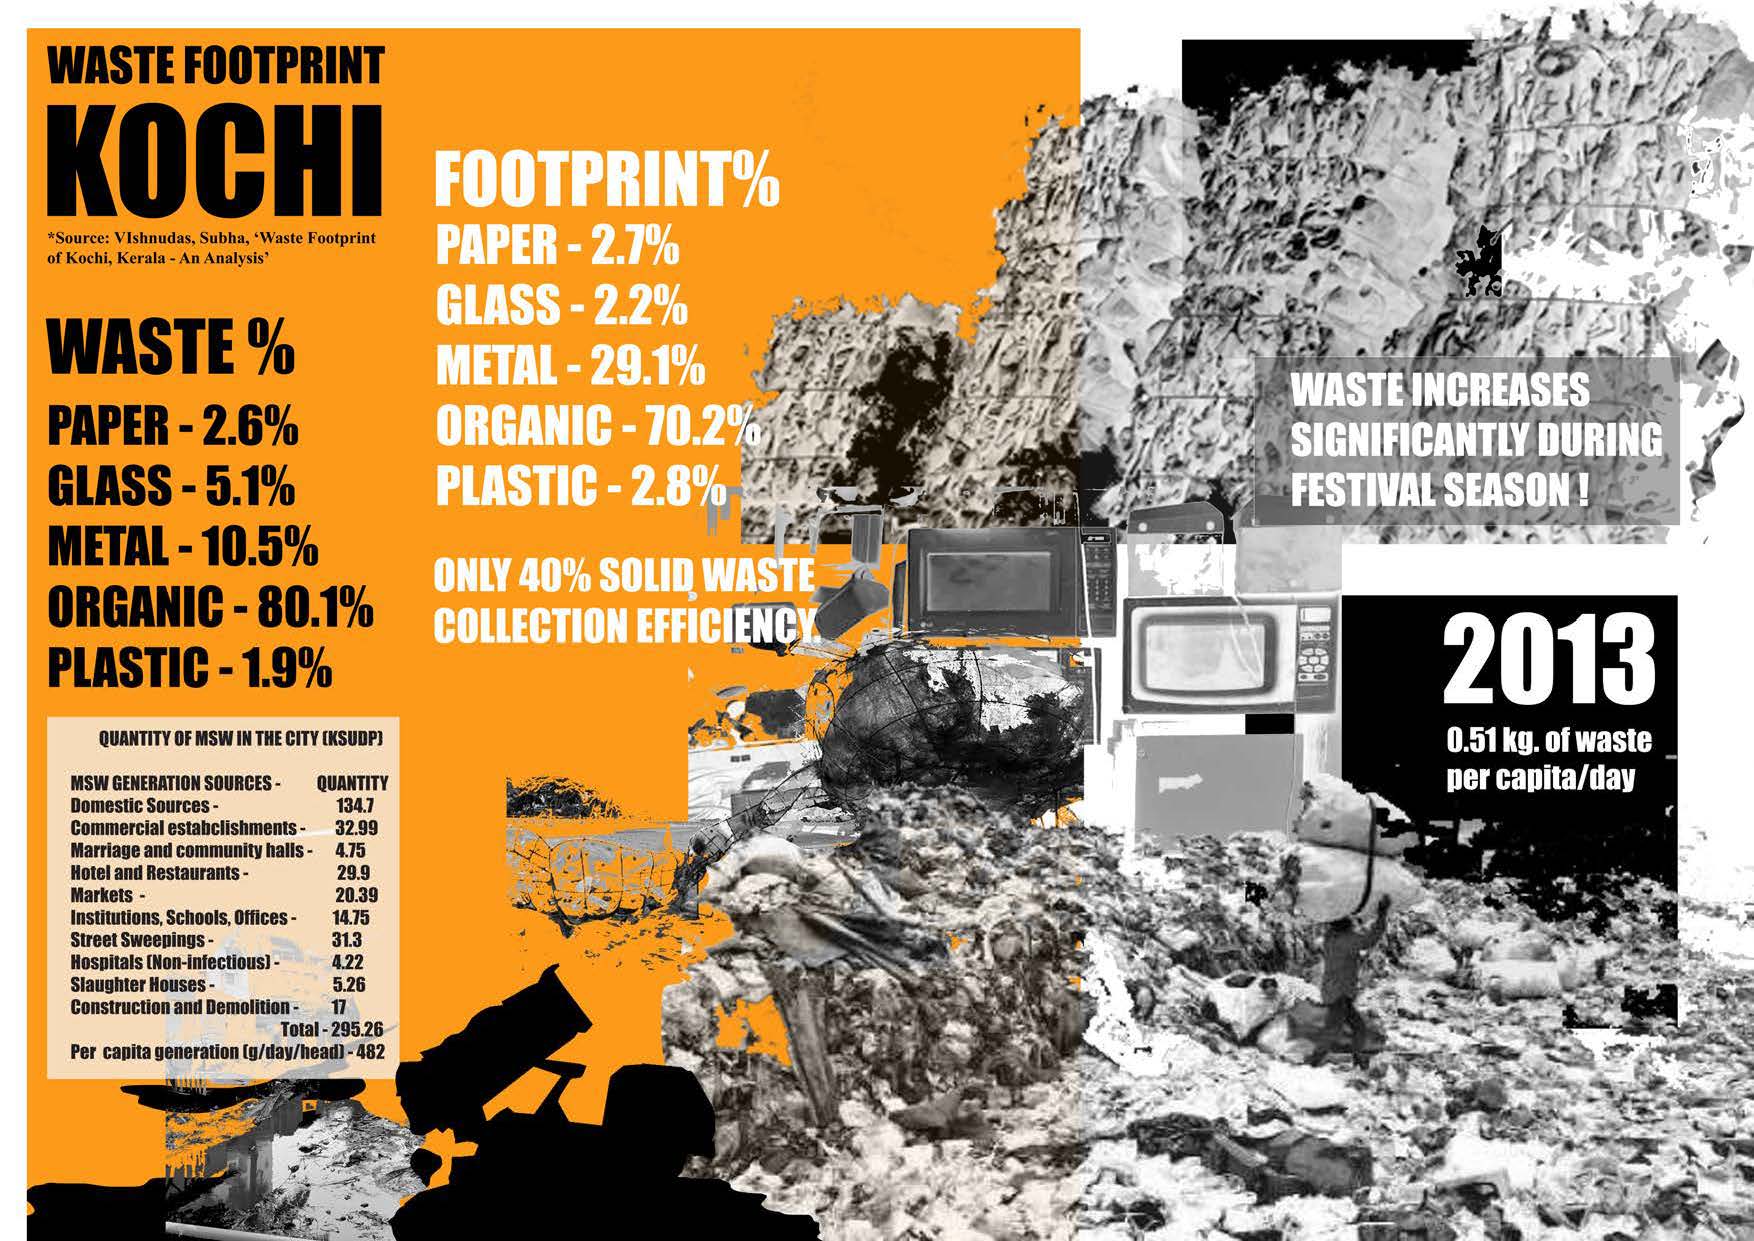 WASTE FOOTPRINT
KOCHI
*Source: VIshnudas, Subha, ‘Waste Footprint
of Kochi, Kerala - An Analysis’
WASTE %
PAPER - 2.6%
GLASS - 5.1%
METAL - 10.5%
ORGANIC - 80.1%
PLASTIC - 1.9%
QUANTITY OF MSW IN THE CITY (KSUDP)
MSW GENERATION SOURCES - QUANTITY
Domestic Sources - 134.7
Commercial estabclishments - 32.99
Marriage and community halls - 4.75
Hotel and Restaurants - 29.9
Markets - 20.39
Institutions, Schools, Offices - 14.75
Street Sweepings - 31.3
Hospitals (Non-infectious) - 4.22
Slaughter Houses - 5.26
Construction and Demolition - 17
Total - 295.26
Per capita generation (g/day/head) - 482
FOOTPRINT%
PAPER - 2.7%
GLASS - 2.2%
METAL - 29.1%
ORGANIC - 70.2%
PLASTIC - 2.8%
ONLY 40% SOLID WASTE
COLLECTION EFFICIENCY.
WASTE INCREASES
SIGNIFICANTLY DURING
FESTIVAL SEASON !
2013
0.51 kg. of waste
per capita/day